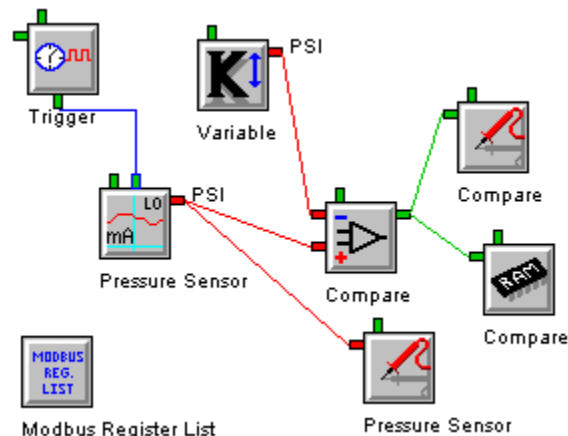 PSI
K
Trigger
Variable
Compare
LO
PSI
mA
Pressure Sensor
Compare
RAM
Compare
MODBUS
REG.
LIST
Modbus Register List
Pressure Sensor